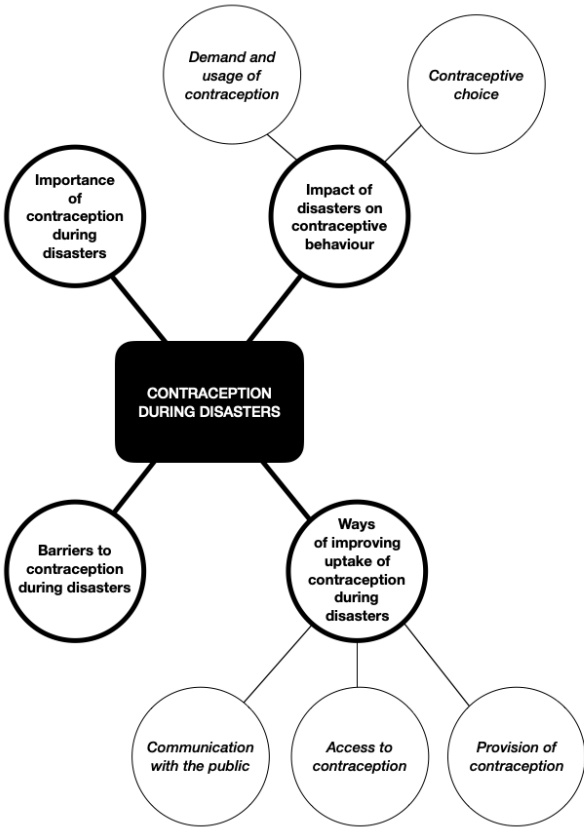 Demand and
usage of
contraception
Contraceptive
choice
Importance
of
contraception
during
disasters
Impact of
disasters on
contraceptive
behaviour
CONTRACEPTION
DURING DISASTERS
Barriers to
contraception
during disasters
Ways
of improving
uptake of
contraception
during
disasters
Communication
with the public
Access to
contraception
Provision of
contraception